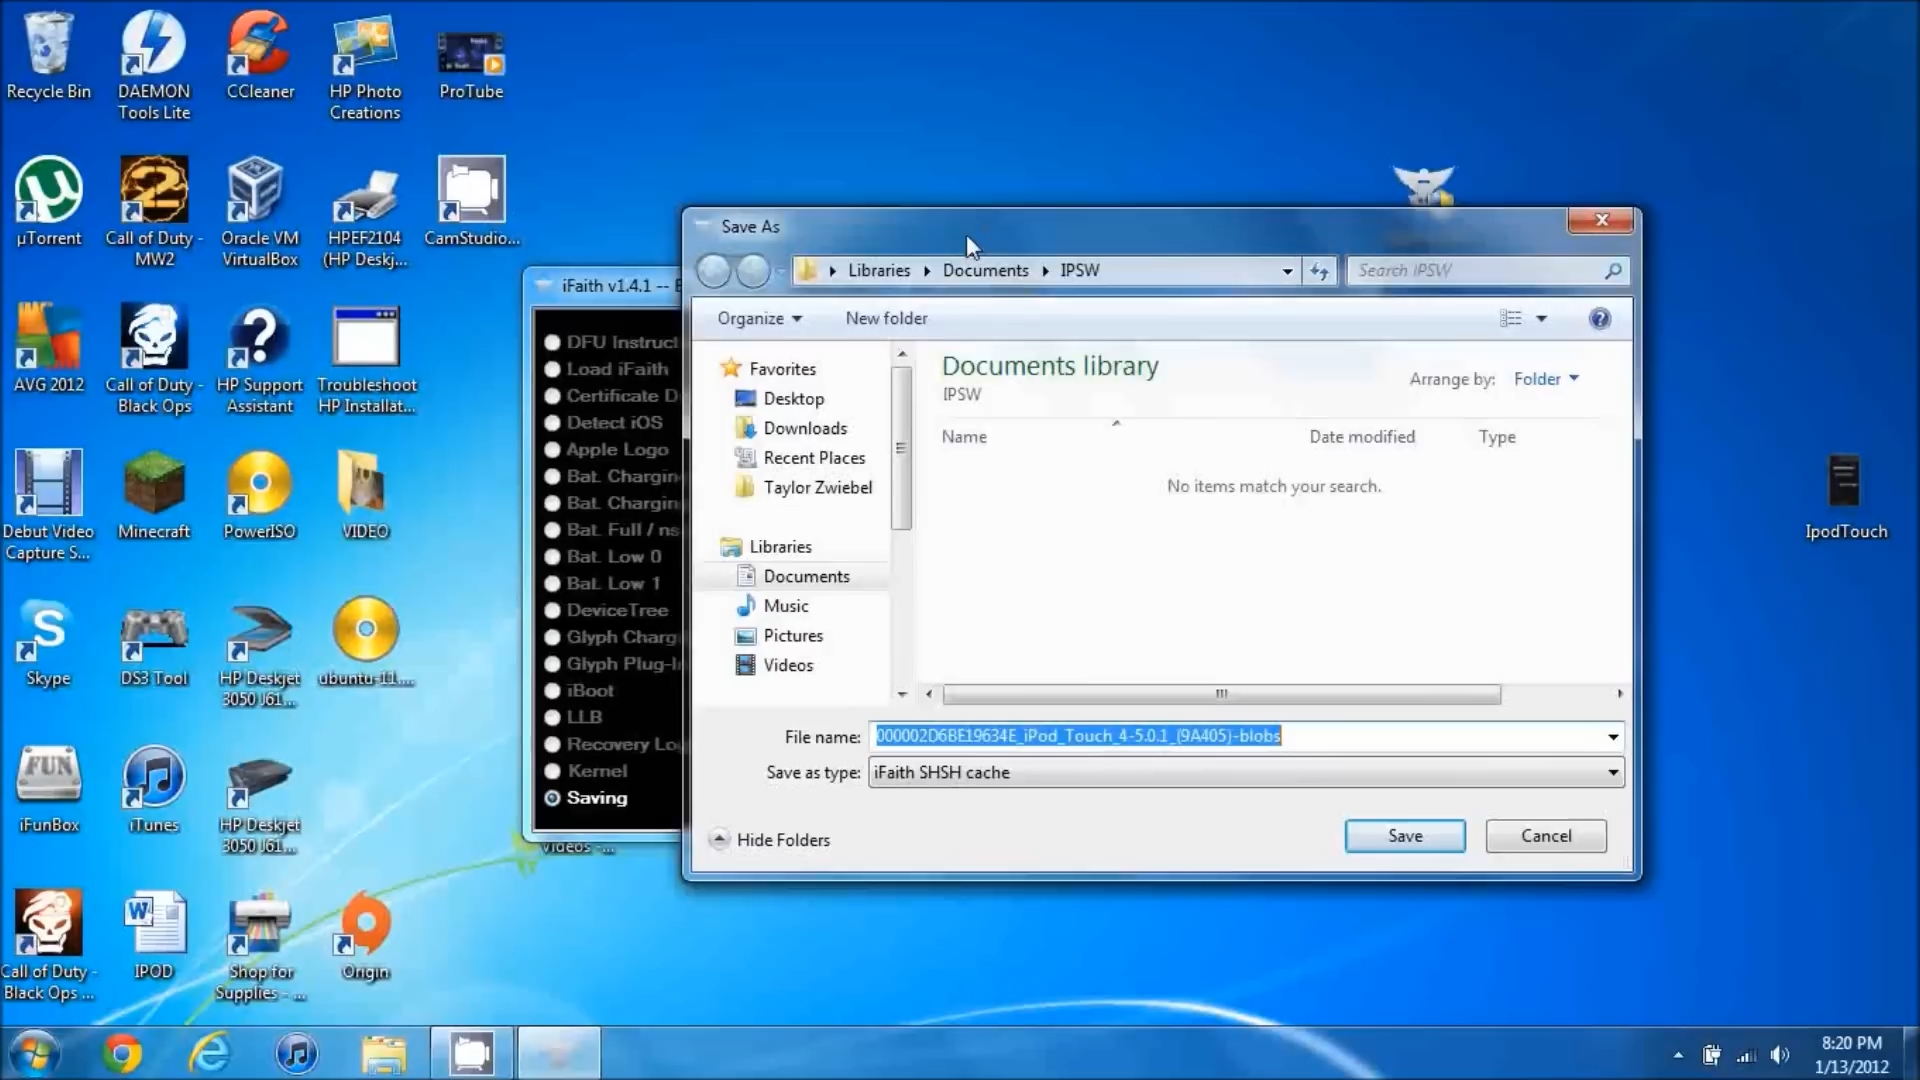 Recycle Bin
DAEMON
Tools Lite
CCleaner
HP Photo
Creations
ProTube
µTorrent
Call of Duty -
MW2
Oracle VM
VirtualBox
HPEF2104
(HP Deskj...
CamStudio...
AVG 2012
Call of Duty -
Black Ops
HP Support
Assistant
Troubleshoot
HP Installat...
Debut Video
Capture S...
Minecraft
PowerISO
VIDEO
Skype
DS3 Tool
HP Deskjet
3050 J61...
ubuntu-11....
FUN
iFunBox
iTunes
HP Deskjet
3050 J61...
Call of Duty -
Black Ops ...
IPOD
Shop for
Supplies - ...
Origin
IpodTouch
Videos -...
iFaith v1.4.1 --
DFU Instruct
Load iFaith
Certificate D
Detect iOS
Apple Logo
Bat. Chargin
Bat. Chargin
Bat. Full / ns
Bat. Low 0
Bat. Low 1
DeviceTree
Glyph Charg
Glyph Plug-In
iBoot
LLB
Recovery Lo
Kernel
Saving
Save As
Libraries
Documents
IPSW
Search IPSW
Organize
New folder
Favorites
Desktop
Downloads
Recent Places
Taylor Zwiebel
Libraries
Documents
Music
Pictures
Videos
Documents library
IPSW
Arrange by: Folder
Name
Date modified
Type
No items match your search.
File name: 000002D6BE19634E_iPod_Touch_4-5.0.1_(9A405)-blobs
Save as type: iFaith SHSH cache
Hide Folders
Save
Cancel
8:20 PM
1/13/2012